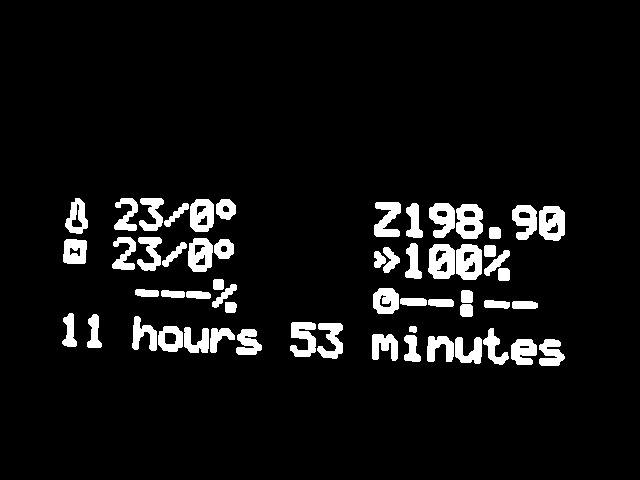 23/0° Z198.90
23/0° »100%
---% --:--
11 hours 53 minutes